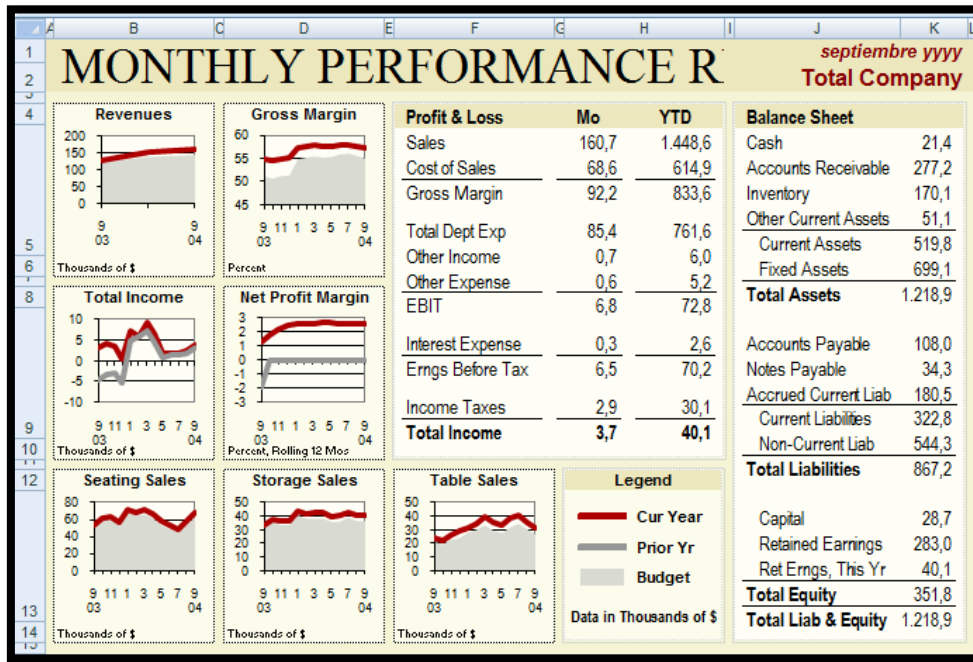 A B C D E F G H I J K L
1 MONTHLY PERFORMANCE R septiembre yyyy
2 Total Company
3
4 Revenues Gross Margin Profit & Loss Mo YTD Balance Sheet
200
150
100
50
0
9 9
03 04
Thousands of $
60
55
50
45
9 11 1 3 5 7 9
03 04
Percent
Sales 160,7 1.448,6
Cost of Sales 68,6 614,9
Gross Margin 92,2 833,6
Total Dept Exp 85,4 761,6
Other Income 0,7 6,0
Other Expense 0,6 5,2
EBIT 6,8 72,8
Interest Expense 0,3 2,6
Erngs Before Tax 6,5 70,2
Income Taxes 2,9 30,1
Total Income 3,7 40,1
Cash 21,4
Accounts Receivable 277,2
Inventory 170,1
Other Current Assets 51,1
Current Assets 519,8
Fixed Assets 699,1
Total Assets 1.218,9
Accounts Payable 108,0
Notes Payable 34,3
Accrued Current Liab 180,5
Current Liabilities 322,8
Non-Current Liab 544,3
Total Liabilities 867,2
Capital 28,7
Retained Earnings 283,0
Ret Erngs, This Yr 40,1
Total Equity 351,8
Total Liab & Equity 1.218,9
5
6
8 Total Income Net Profit Margin
10
5
0
-5
-10
9 11 1 3 5 7 9
03 04
Thousands of $
3
2
1
0
-1
-2
-3
9 11 1 3 5 7 9
03 04
Percent, Rolling 12 Mos
9
10
12 Seating Sales Storage Sales Table Sales Legend
80
60
40
20
0
9 11 1 3 5 7 9
03 04
Thousands of $
50
40
30
20
10
0
9 11 1 3 5 7 9
03 04
Thousands of $
50
40
30
20
10
0
9 11 1 3 5 7 9
03 04
Thousands of $
Cur Year
Prior Yr
Budget
Data in Thousands of $
13
14